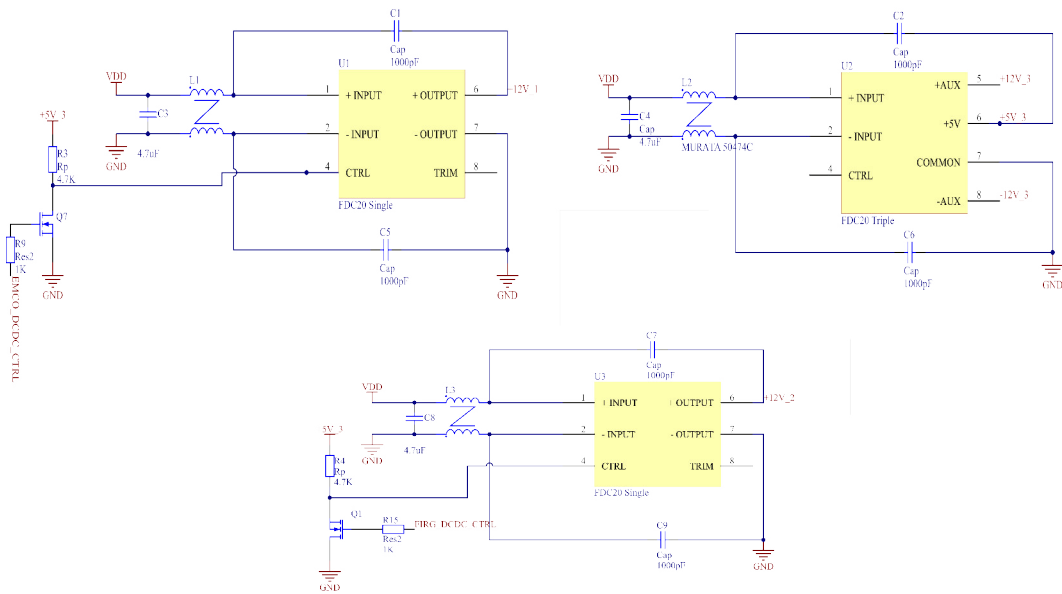 C1
Cap
1000pF
U1
VDD
L1
1
+ INPUT
+ OUTPUT
6
-12V_1
C3
+5V_3
2
- INPUT
- OUTPUT
7
4.7uF
GND
R3
Rp
4.7K
4
CTRL
TRIM
8
FDC20 Single
Q7
R9
Res2
1K
EMCO_DCDC_CTRL
GND
C5
Cap
1000pF
GND
C2
Cap
1000pF
U2
VDD
L2
1
+ INPUT
+AUX
5
+12V_3
C4
Cap
4.7uF
GND
MURATA 50474C
2
- INPUT
+5V
6
+5V_3
COMMON
7
4
CTRL
-AUX
8
-12V_3
FDC20 Triple
C6
Cap
1000pF
GND
C7
Cap
1000pF
U3
VDD
L3
1
+ INPUT
+ OUTPUT
6
+12V_2
C8
5V_3
2
- INPUT
- OUTPUT
7
4.7uF
GND
R4
Rp
4.7K
4
CTRL
TRIM
8
FDC20 Single
Q1
R15
Res2
1K
FIRG_DCDC_CTRL
GND
C9
Cap
1000pF
GND